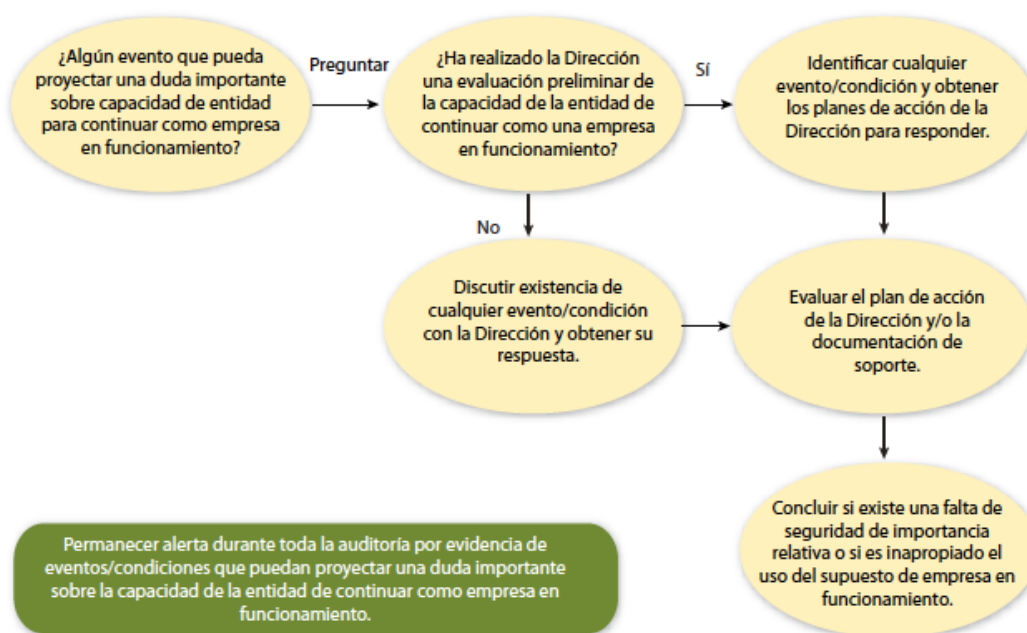 ¿Algún evento que pueda
proyectar una duda importante
sobre capacidad de entidad
para continuar como empresa
en funcionamiento?
Preguntar
¿Ha realizado la Dirección
una evaluación preliminar de
la capacidad de la entidad de
continuar como una empresa
en funcionamiento?
Sí
Identificar cualquier
evento/condición y obtener
los planes de acción de la
Dirección para responder.
No
Discutir existencia de
cualquier evento/condición
con la Dirección y obtener su
respuesta.
Evaluar el plan de acción
de la Dirección y/o la
documentación de
soporte.
Concluir si existe una falta de
seguridad de importancia
relativa o si es inapropiado el
uso del supuesto de empresa en
funcionamiento.
Permanecer alerta durante toda la auditoría por evidencia de
eventos/condiciones que puedan proyectar una duda importante
sobre la capacidad de la entidad de continuar como empresa en
funcionamiento.